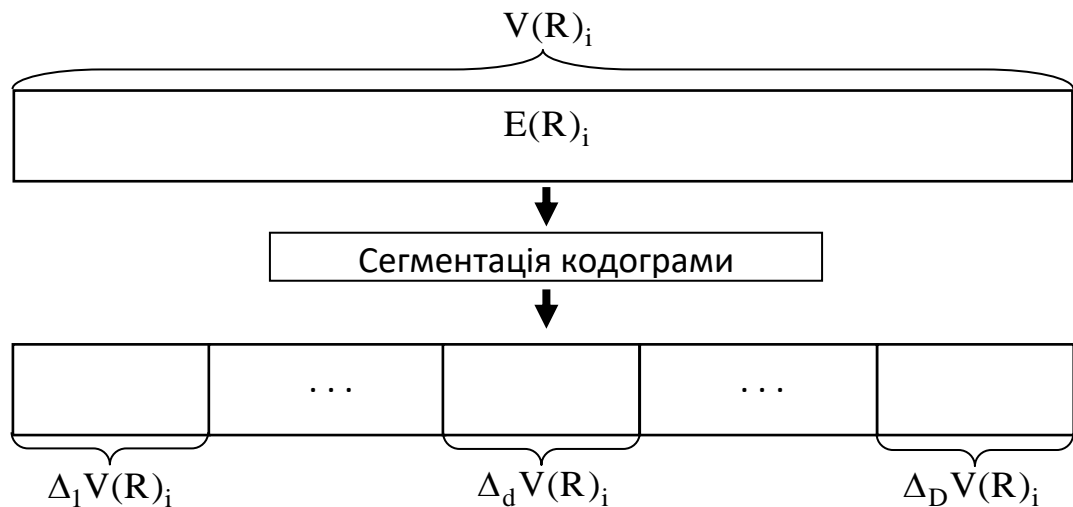 V(R)i
E(R)i
Сегментація кодограми
. . . . . .
Δ1V(R)i ΔdV(R)i ΔDV(R)i